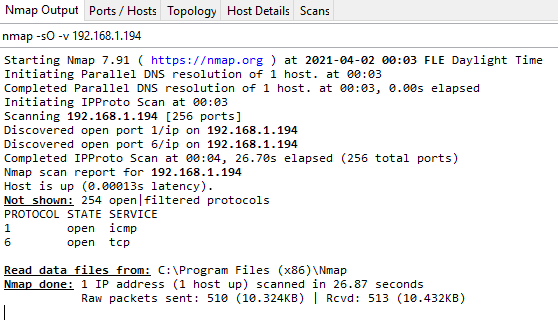 Nmap Output Ports / Hosts Topology Host Details Scans
nmap -sO -v 192.168.1.194
Starting Nmap 7.91 ( https://nmap.org ) at 2021-04-02 00:03 FLE Daylight Time
Initiating Parallel DNS resolution of 1 host. at 00:03
Completed Parallel DNS resolution of 1 host. at 00:03, 0.00s elapsed
Initiating IPProto Scan at 00:03
Scanning 192.168.1.194 [256 ports]
Discovered open port 1/ip on 192.168.1.194
Discovered open port 6/ip on 192.168.1.194
Completed IPProto Scan at 00:04, 26.70s elapsed (256 total ports)
Nmap scan report for 192.168.1.194
Host is up (0.00013s latency).
Not shown: 254 open|filtered protocols
PROTOCOL STATE SERVICE
1 open icmp
6 open tcp
Read data files from: C:\Program Files (x86)\Nmap
Nmap done: 1 IP address (1 host up) scanned in 26.87 seconds
Raw packets sent: 510 (10.324KB) | Rcvd: 513 (10.432KB)